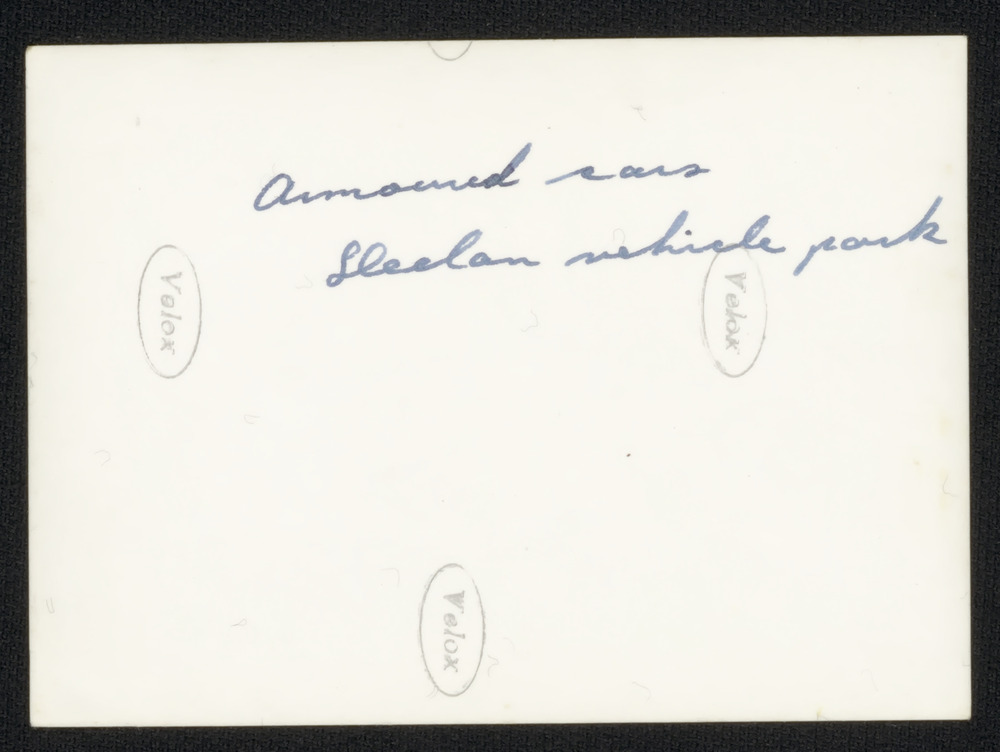 Armoured cars
vehicle park
Velox
Velox
Velox